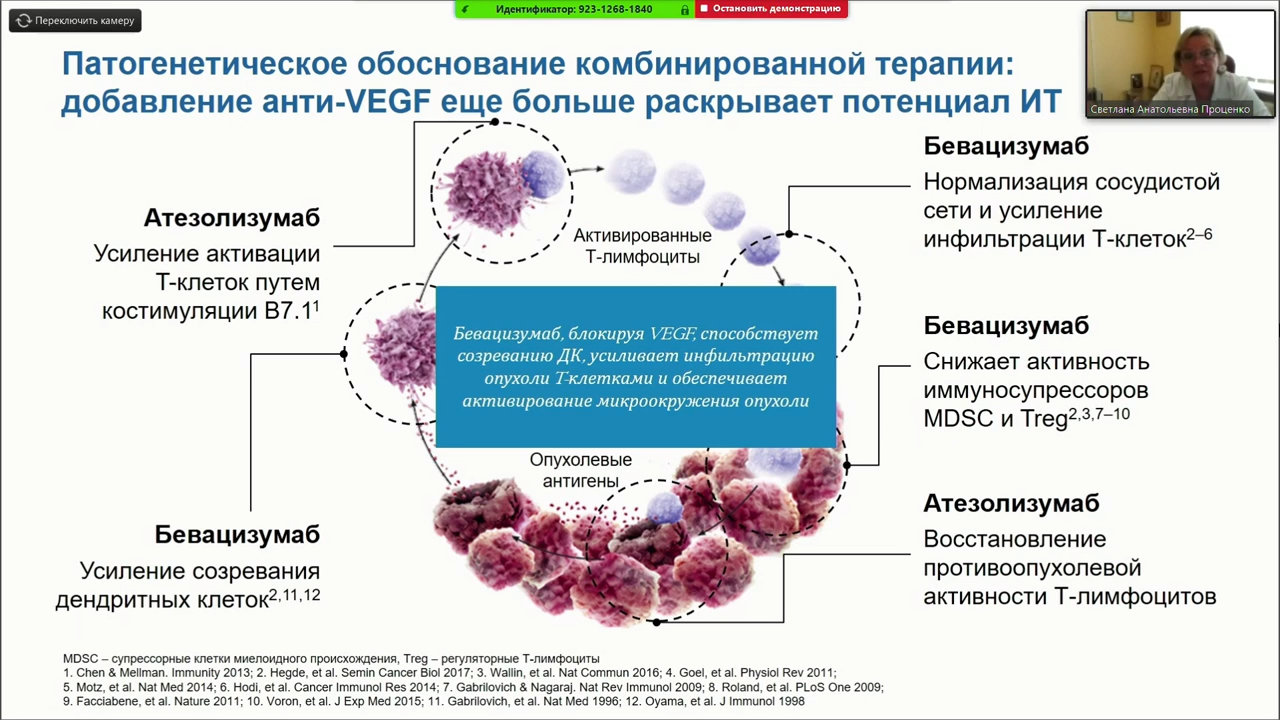 Переключить камеру
Идентификатор: 923-1268-1840
Остановить демонстрацию
Светлана Анатольевна Проценко
Патогенетическое обоснование комбинированной терапии:
добавление анти-VEGF еще больше раскрывает потенциал ИТ
Атезолизумаб
Усиление активации
Т-клеток путем
костимуляции В7.1¹
Бевацизумаб
Усиление созревания
дендритных клеток²,¹¹,¹²
Активированные
Т-лимфоциты
Бевацизумаб, блокируя VEGF, способствует
созреванию ДК, усиливает инфильтрацию
опухоли Т-клетками и обеспечивает
активирование микроокружения опухоли
Опухолевые
антигены
Бевацизумаб
Нормализация сосудистой
сети и усиление
инфильтрации Т-клеток²⁻⁶
Бевацизумаб
Снижает активность
иммуносупрессоров
MDSC и Treg²,³,⁷⁻¹⁰
Атезолизумаб
Восстановление
противоопухолевой
активности Т-лимфоцитов
MDSC – супрессорные клетки миелоидного происхождения, Treg – регуляторные Т-лимфоциты
1. Chen & Mellman. Immunity 2013; 2. Hegde, et al. Semin Cancer Biol 2017; 3. Wallin, et al. Nat Commun 2016; 4. Goel, et al. Physiol Rev 2011;
5. Motz, et al. Nat Med 2014; 6. Hodi, et al. Cancer Immunol Res 2014; 7. Gabrilovich & Nagaraj. Nat Rev Immunol 2009; 8. Roland, et al. PLoS One 2009;
9. Facciabene, et al. Nature 2011; 10. Voron, et al. J Exp Med 2015; 11. Gabrilovich, et al. Nat Med 1996; 12. Oyama, et al. J Immunol 1998